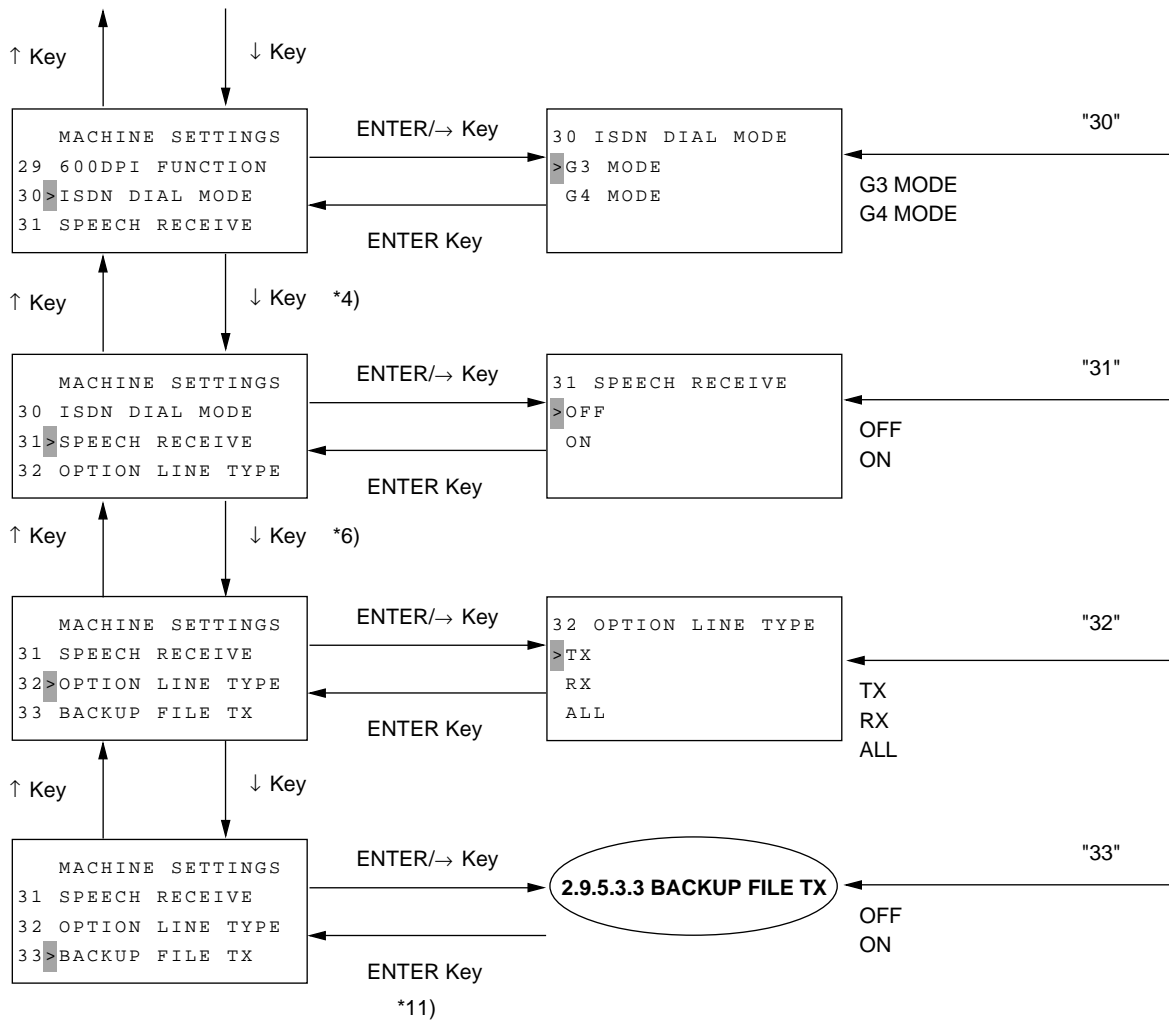 ↑ Key
↓ Key
MACHINE SETTINGS
29 600DPI FUNCTION
30>ISDN DIAL MODE
31 SPEECH RECEIVE
ENTER/→ Key
ENTER Key
30 ISDN DIAL MODE
>G3 MODE
G4 MODE
"30"
G3 MODE
G4 MODE
↑ Key
↓ Key *4)
MACHINE SETTINGS
30 ISDN DIAL MODE
31>SPEECH RECEIVE
32 OPTION LINE TYPE
ENTER/→ Key
ENTER Key
31 SPEECH RECEIVE
>OFF
ON
"31"
OFF
ON
↑ Key
↓ Key *6)
MACHINE SETTINGS
31 SPEECH RECEIVE
32>OPTION LINE TYPE
33 BACKUP FILE TX
ENTER/→ Key
ENTER Key
32 OPTION LINE TYPE
>TX
RX
ALL
"32"
TX
RX
ALL
↑ Key
↓ Key
MACHINE SETTINGS
31 SPEECH RECEIVE
32 OPTION LINE TYPE
33>BACKUP FILE TX
ENTER/→ Key
ENTER Key
*11)
2.9.5.3.3 BACKUP FILE TX
"33"
OFF
ON